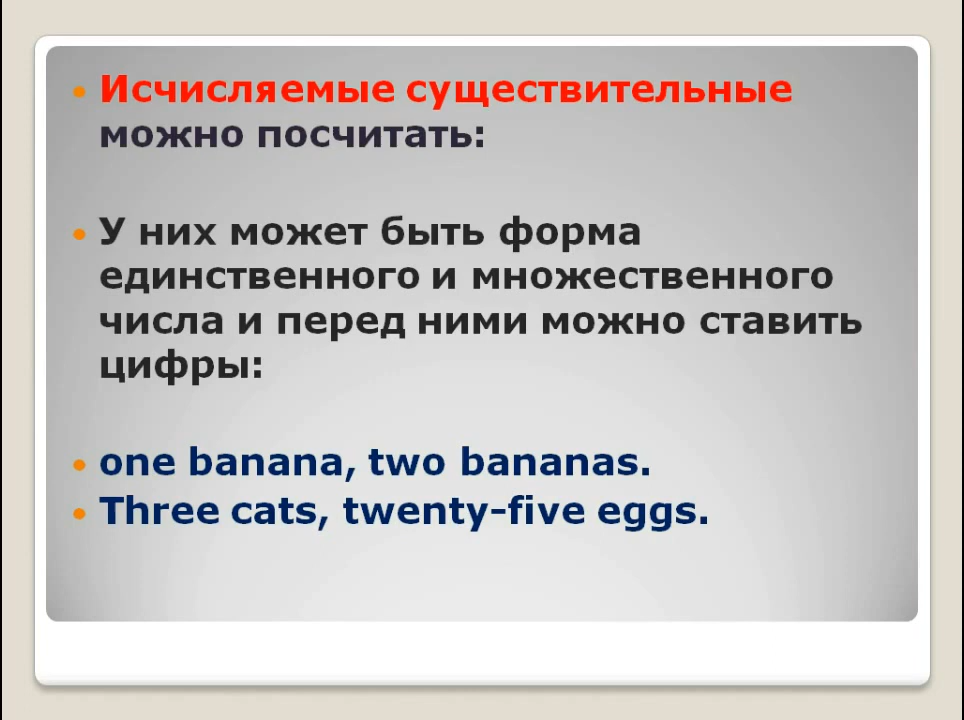 Исчисляемые существительные
можно посчитать:
У них может быть форма
единственного и множественного
числа и перед ними можно ставить
цифры:
one banana, two bananas.
Three cats, twenty-five eggs.